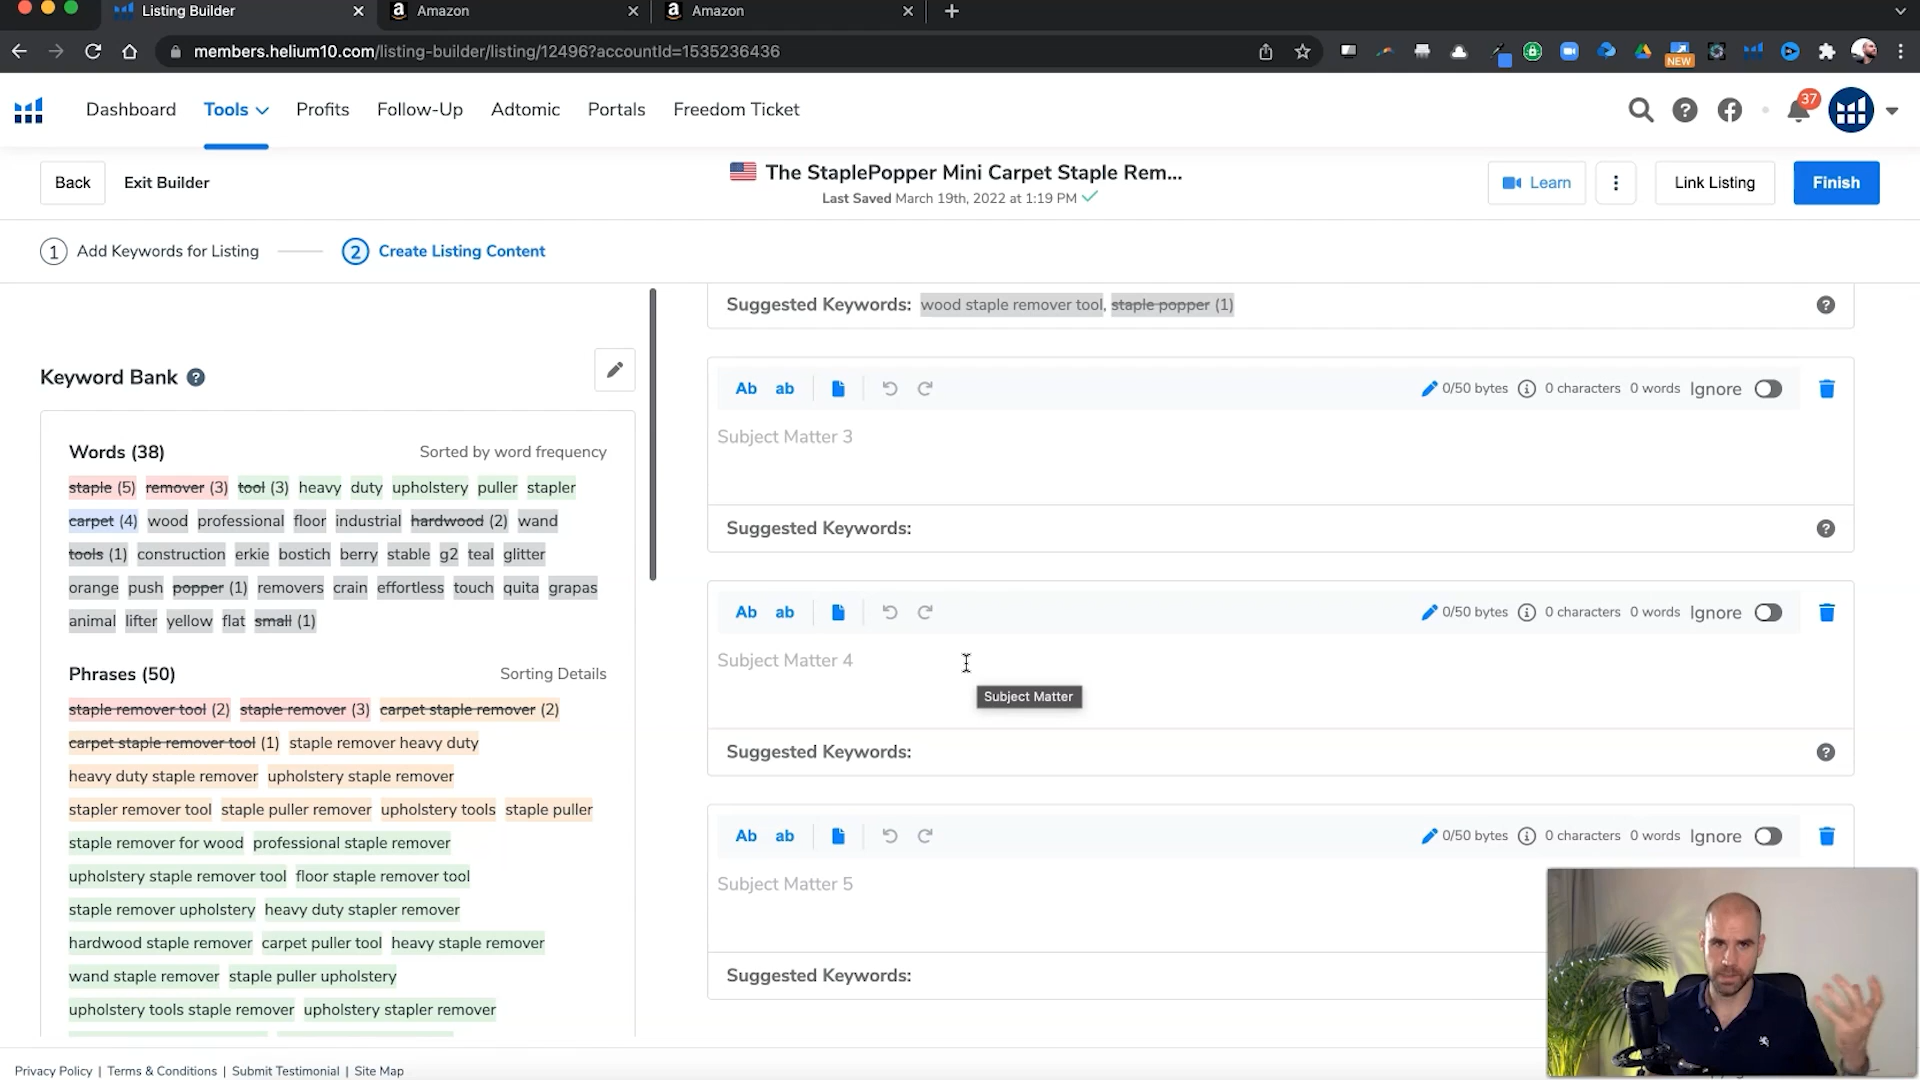 Listing Builder
Amazon
Amazon
members.helium10.com/listing-builder/listing/12496?accountId=1535236436
NEW
Dashboard Tools Profits Follow-Up Adtomic Portals Freedom Ticket
37
Back Exit Builder
The StaplePopper Mini Carpet Staple Rem...
Last Saved March 19th, 2022 at 1:19 PM
Learn Link Listing Finish
1 Add Keywords for Listing 2 Create Listing Content
Keyword Bank
Words (38) Sorted by word frequency
staple (5) remover (3) tool (3) heavy duty upholstery puller stapler
carpet (4) wood professional floor industrial hardwood (2) wand
tools (1) construction erkie bostich berry stable g2 teal glitter
orange push popper (1) removers crain effortless touch quita grapas
animal lifter yellow flat small (1)
Phrases (50) Sorting Details
staple remover tool (2) staple remover (3) carpet staple remover (2)
carpet staple remover tool (1) staple remover heavy duty
heavy duty staple remover upholstery staple remover
stapler remover tool staple puller remover upholstery tools staple puller
staple remover for wood professional staple remover
upholstery staple remover tool floor staple remover tool
staple remover upholstery heavy duty stapler remover
hardwood staple remover carpet puller tool heavy staple remover
wand staple remover staple puller upholstery
upholstery tools staple remover upholstery stapler remover
Suggested Keywords: wood staple remover tool, staple popper (1)
Ab ab 0/50 bytes 0 characters 0 words Ignore
Subject Matter 3
Suggested Keywords:
Ab ab 0/50 bytes 0 characters 0 words Ignore
Subject Matter 4
Subject Matter
Suggested Keywords:
Ab ab 0/50 bytes 0 characters 0 words Ignore
Subject Matter 5
Suggested Keywords:
Privacy Policy | Terms & Conditions | Submit Testimonial | Site Map